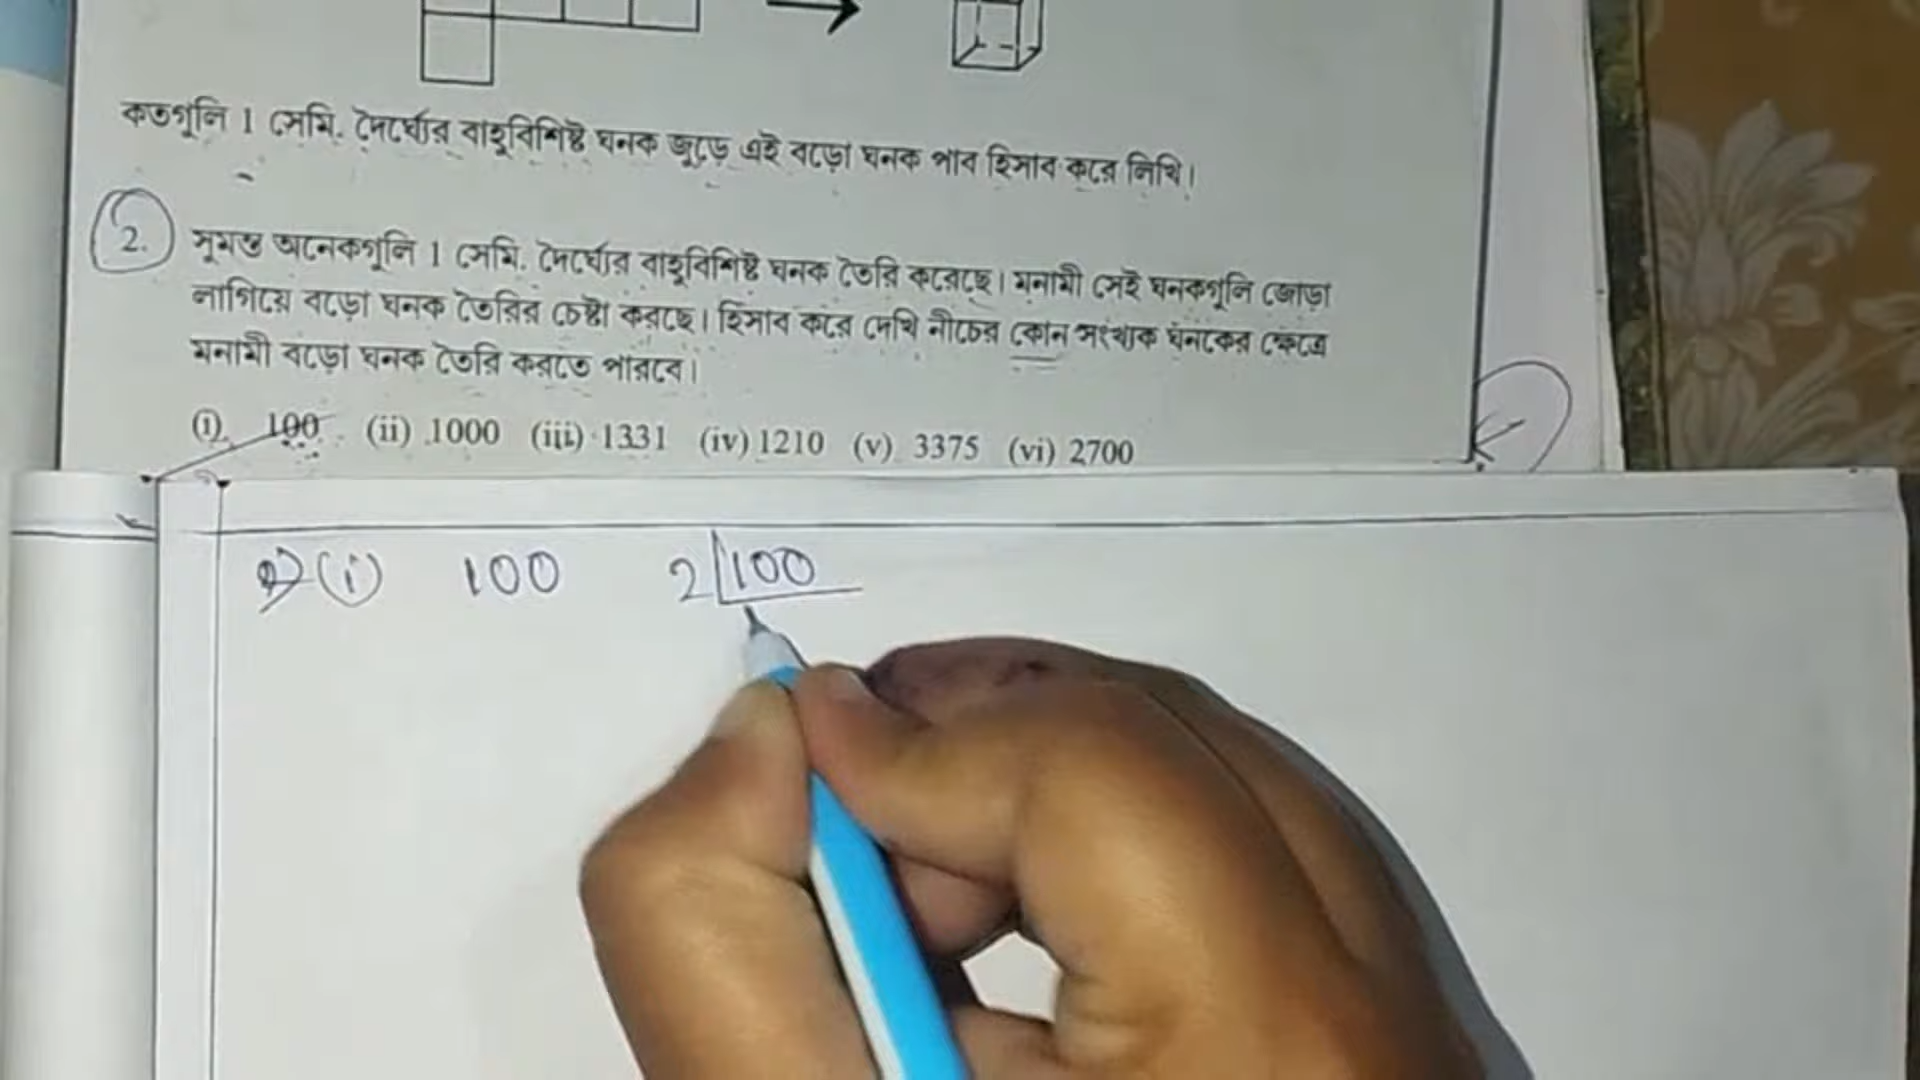 কতগুলি 1 সেমি. দৈর্ঘ্যের বাহুবিশিষ্ট ঘনক জুড়ে এই বড়ো ঘনক পাব হিসাব করে লিখি।
2. সুমন্ত অনেকগুলি 1 সেমি. দৈর্ঘ্যের বাহুবিশিষ্ট ঘনক তৈরি করেছে। মনামী সেই ঘনকগুলি জোড়া
লাগিয়ে বড়ো ঘনক তৈরির চেষ্টা করছে। হিসাব করে দেখি নীচের কোন সংখ্যক ঘনকের ক্ষেত্রে
মনামী বড়ো ঘনক তৈরি করতে পারবে।
(i) 100 (ii) 1000 (iii) 1331 (iv) 1210 (v) 3375 (vi) 2700
(i) 100 2 100